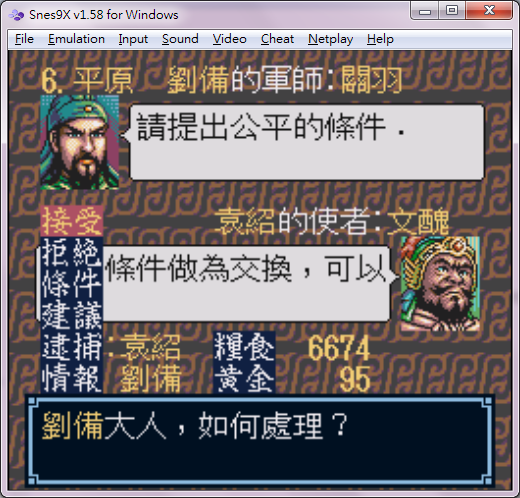 Snes9X v1.58 for Windows
File Emulation Input Sound Video Cheat Netplay Help
6.平原 劉備的軍師:關羽
請提出公平的條件.
接受
袁紹的使者:文醜
拒絕
條件
條件做為交換,可以
建議
逮捕:袁紹 糧食 6674
情報 劉備 黃金 95
劉備大人,如何處理?